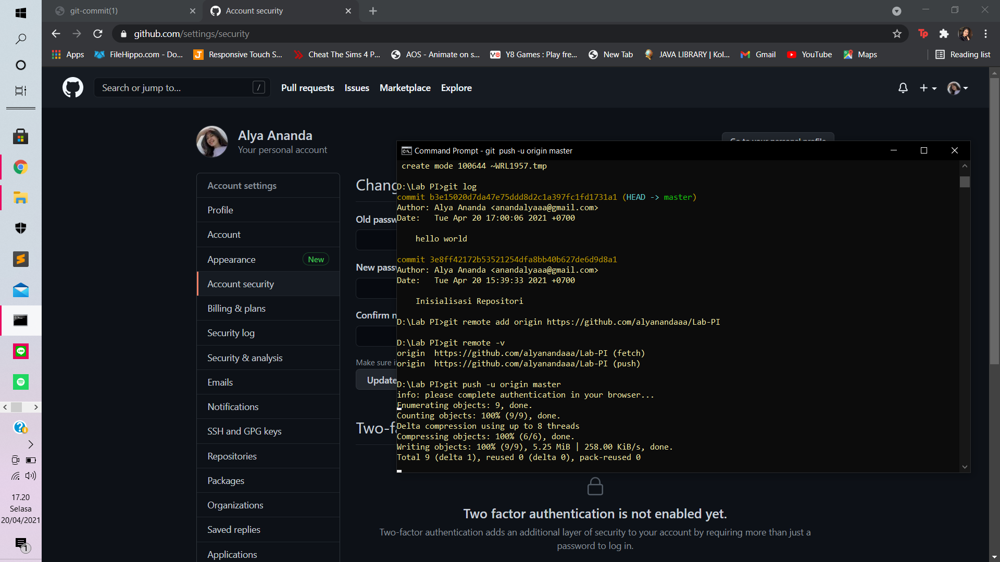 git-commit(1)
Account security
github.com/settings/security
Apps
FileHippo.com - Do...
Responsive Touch S...
Cheat The Sims 4 P...
AOS - Animate on s...
Y8 Games : Play fre...
New Tab
JAVA LIBRARY | Kol...
Gmail
YouTube
Maps
Reading list
Search or jump to...
/
Pull requests
Issues
Marketplace
Explore
Alya Ananda
Your personal account
Account settings
Profile
Account
Appearance
New
Account security
Billing & plans
Security log
Security & analysis
Emails
Notifications
SSH and GPG keys
Repositories
Packages
Organizations
Saved replies
Applications
Chang
Old passw
New passw
Confirm n
Make sure i
Update
Two-f
Go to your personal profile
Command Prompt - git  push -u origin master
create mode 100644 ~WRL1957.tmp
D:\Lab PI>git log
commit b3e15020d7da47e75ddd8d2c1a397fc1fd1731a1 (HEAD -> master)
Author: Alya Ananda <anandalyaaa@gmail.com>
Date:   Tue Apr 20 17:00:06 2021 +0700
hello world
commit 3e8ff42172b53521254dfa8bb40b627de6d9d8a1
Author: Alya Ananda <anandalyaaa@gmail.com>
Date:   Tue Apr 20 15:39:33 2021 +0700
Inisialisasi Repositori
D:\Lab PI>git remote add origin https://github.com/alyanandaaa/Lab-PI
D:\Lab PI>git remote -v
origin  https://github.com/alyanandaaa/Lab-PI (fetch)
origin  https://github.com/alyanandaaa/Lab-PI (push)
D:\Lab PI>git push -u origin master
info: please complete authentication in your browser...
Enumerating objects: 9, done.
Counting objects: 100% (9/9), done.
Delta compression using up to 8 threads
Compressing objects: 100% (6/6), done.
Writing objects: 100% (9/9), 5.25 MiB | 258.00 KiB/s, done.
Total 9 (delta 1), reused 0 (delta 0), pack-reused 0
Two factor authentication is not enabled yet.
Two-factor authentication adds an additional layer of security to your account by requiring more than just a
password to log in.
17.20
Selasa
20/04/2021
1